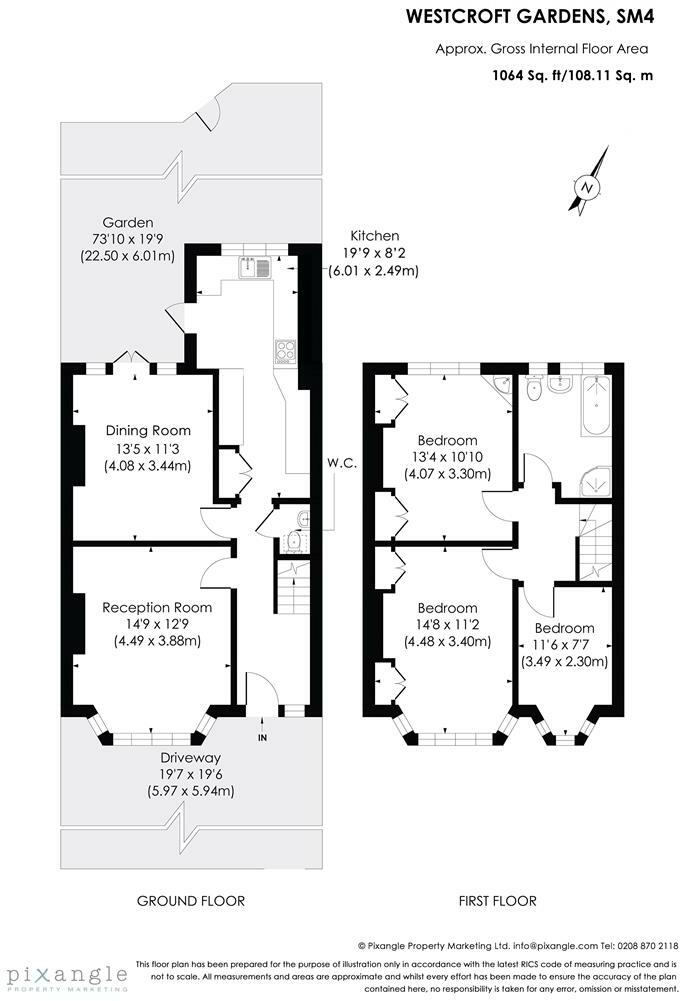 WESTCROFT GARDENS, SM4
Approx. Gross Internal Floor Area
1064 Sq. ft/108.11 Sq. m
N
Garden
73'10 x 19'9
(22.50 x 6.01m)
Kitchen
19'9 x 8'2
(6.01 x 2.49m)
Dining Room
13'5 x 11'3
(4.08 x 3.44m)
W.C.
Reception Room
14'9 x 12'9
(4.49 x 3.88m)
IN
Driveway
19'7 x 19'6
(5.97 x 5.94m)
Bedroom
13'4 x 10'10
(4.07 x 3.30m)
Bedroom
14'8 x 11'2
(4.48 x 3.40m)
Bedroom
11'6 x 7'7
(3.49 x 2.30m)
GROUND FLOOR
FIRST FLOOR
© Pixangle Property Marketing Ltd. info@pixangle.com Tel: 0208 870 2118
pixangle
PROPERTY MARKETING
This floor plan has been prepared for the purpose of illustration only in accordance with the latest RICS code of measuring practice and is
not to scale. All measurements and areas are approximate and whilst every effort has been made to ensure the accuracy of the plan
contained here, no responsibility is taken for any error, omission or misstatement.